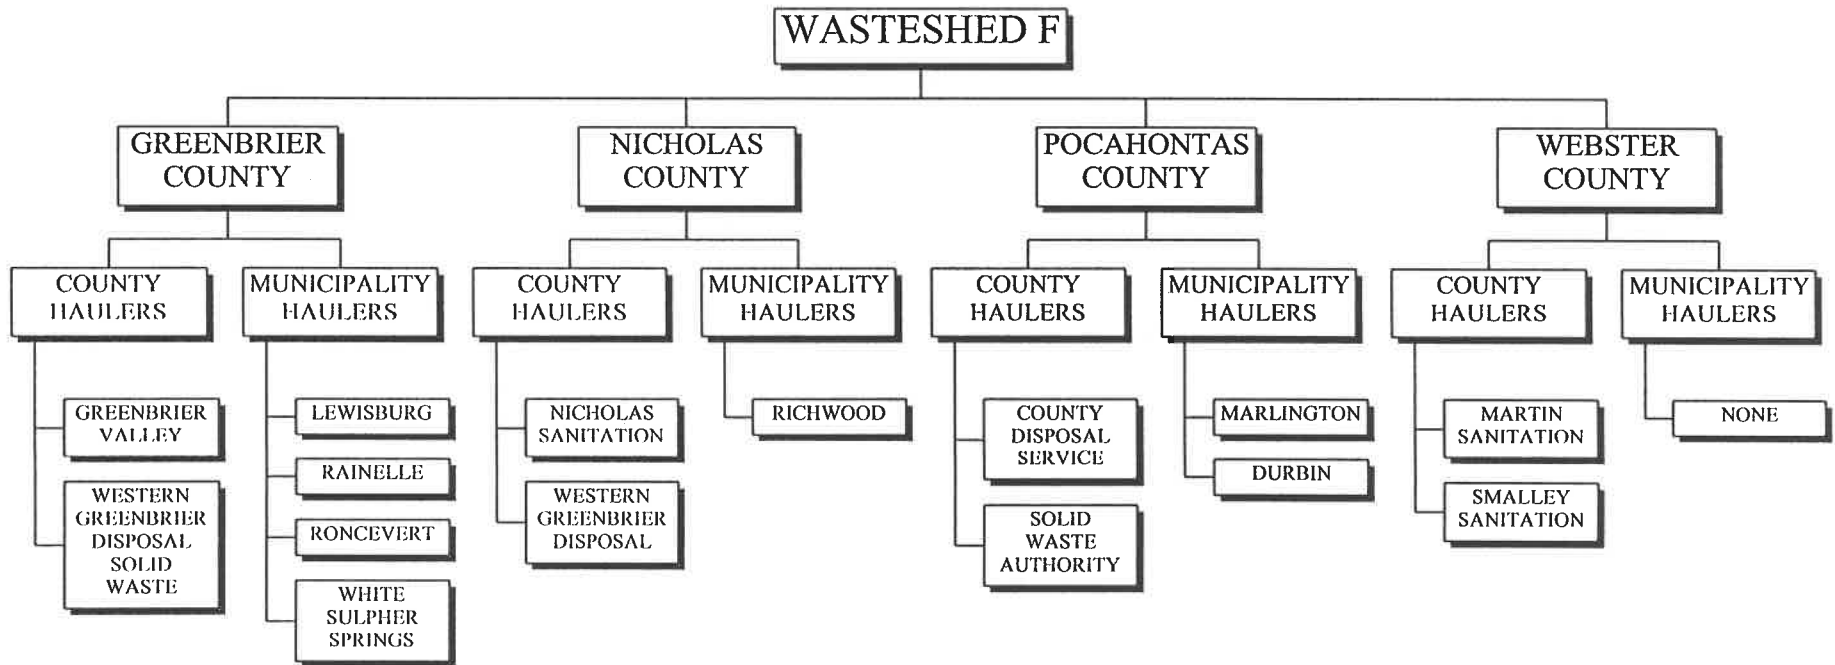 WASTESHED F
GREENBRIER
COUNTY
NICHOLAS
COUNTY
POCAHONTAS
COUNTY
WEBSTER
COUNTY
COUNTY
HAULERS
MUNICIPALITY
HAULERS
COUNTY
HAULERS
MUNICIPALITY
HAULERS
COUNTY
HAULERS
MUNICIPALITY
HAULERS
COUNTY
HAULERS
MUNICIPALITY
HAULERS
GREENBRIER
VALLEY
WESTERN
GREENBRIER
DISPOSAL
SOLID
WASTE
LEWISBURG
RAINELLE
RONCEVERT
WHITE
SULPHER
SPRINGS
NICHOLAS
SANITATION
WESTERN
GREENBRIER
DISPOSAL
RICHWOOD
COUNTY
DISPOSAL
SERVICE
SOLID
WASTE
AUTHORITY
MARLINGTON
DURBIN
MARTIN
SANITATION
SMALLEY
SANITATION
NONE